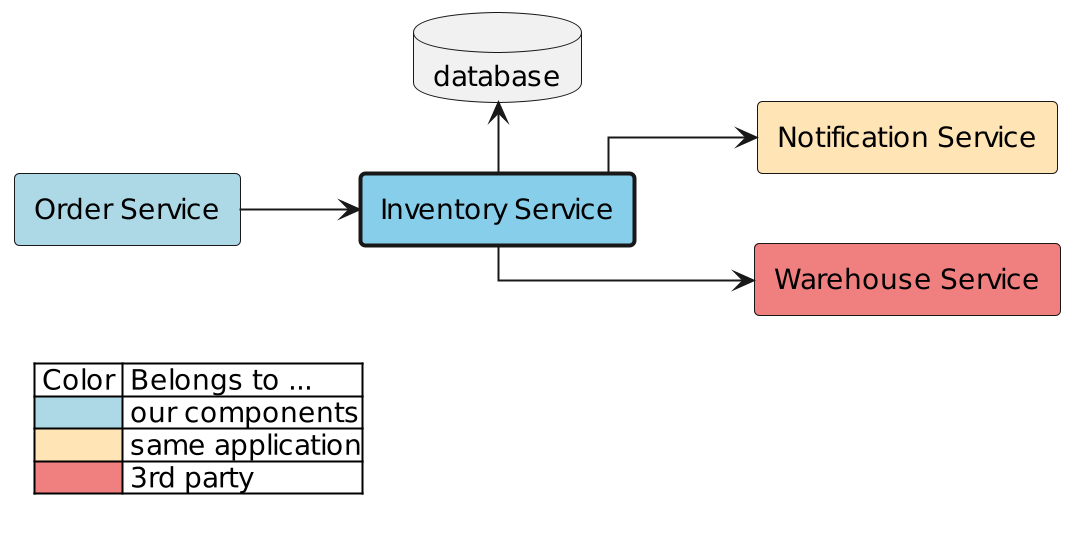 database
Notification Service
Order Service
Inventory Service
Warehouse Service
Color Belongs to ...
our components
same application
3rd party